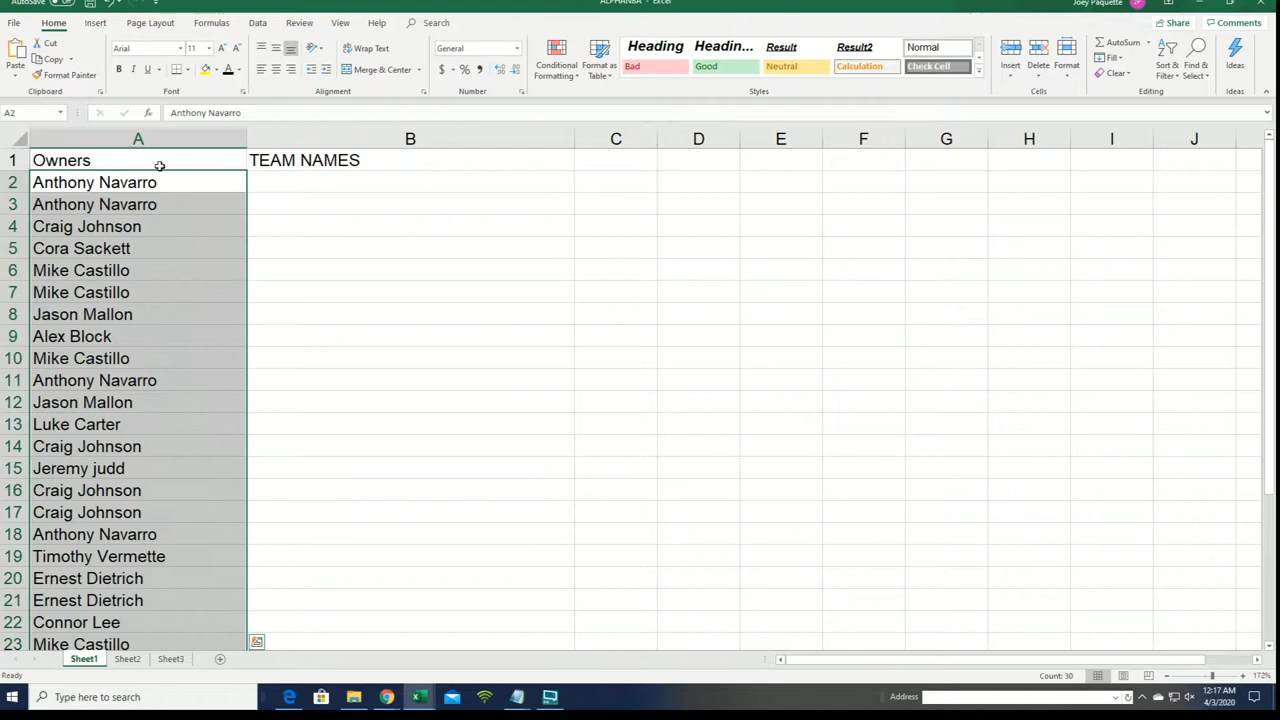 AutoSave Off ALPHANBA - Excel Joey Paquette JP
File Home Insert Page Layout Formulas Data Review View Help Search Share Comments
Paste Cut Copy Format Painter Clipboard
Arial 11 A A B I U A Font
Wrap Text Merge & Center Alignment
General $ % , Number
Conditional Formatting Format as Table
Heading Headin... Result Result2 Normal
Bad Good Neutral Calculation Check Cell
Styles
Insert Delete Format Cells
AutoSum Fill Clear Sort & Filter Find & Select Editing
Ideas Ideas
A2 fx Anthony Navarro
A B C D E F G H I J
1 Owners TEAM NAMES
2 Anthony Navarro
3 Anthony Navarro
4 Craig Johnson
5 Cora Sackett
6 Mike Castillo
7 Mike Castillo
8 Jason Mallon
9 Alex Block
10 Mike Castillo
11 Anthony Navarro
12 Jason Mallon
13 Luke Carter
14 Craig Johnson
15 Jeremy judd
16 Craig Johnson
17 Craig Johnson
18 Anthony Navarro
19 Timothy Vermette
20 Ernest Dietrich
21 Ernest Dietrich
22 Connor Lee
23 Mike Castillo
Sheet1 Sheet2 Sheet3
Ready Count: 30 172%
Type here to search Address 12:17 AM
4/3/2020